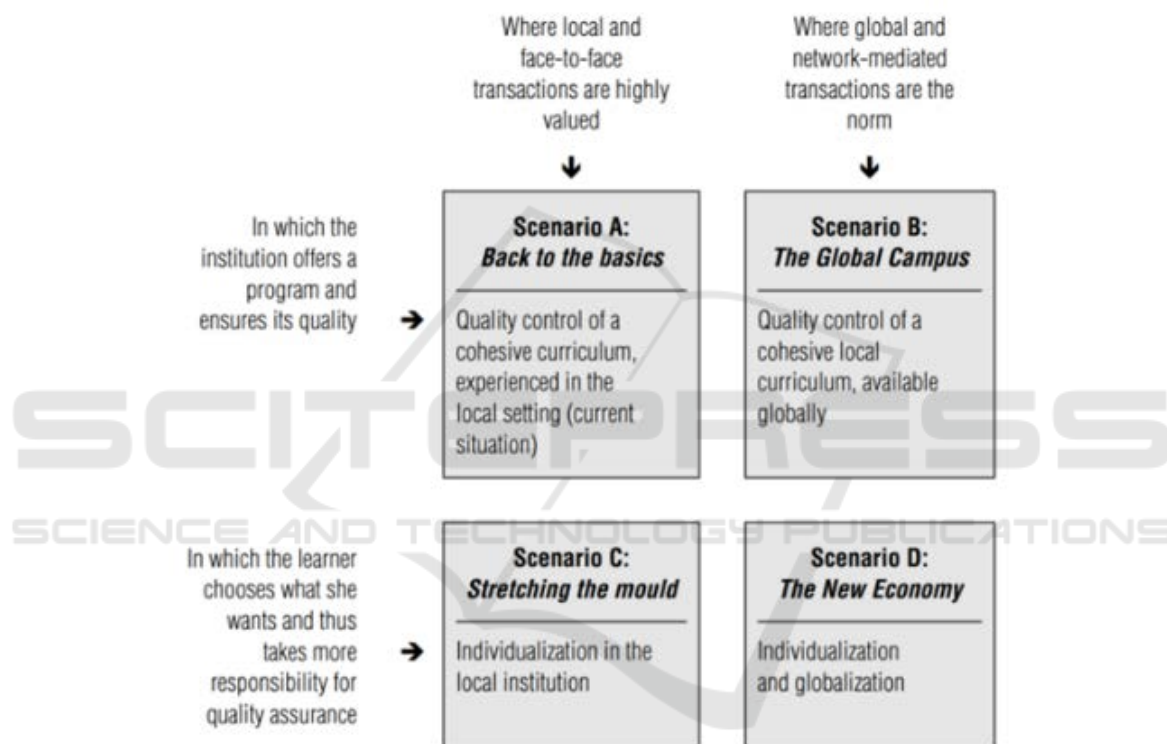 Where local and
face-to-face
transactions are highly
valued
Where global and
network-mediated
transactions are the
norm
In which the
institution offers a
program and
ensures its quality
Scenario A:
Back to the basics
Quality control of a
cohesive curriculum,
experienced in the
local setting (current
situation)
Scenario B:
The Global Campus
Quality control of a
cohesive local
curriculum, available
globally
SCITEPRESS
SCIENCE AND TECHNOLOGY PUBLICATIONS
In which the learner
chooses what she
wants and thus
takes more
responsibility for
quality assurance
Scenario C:
Stretching the mould
Individualization in the
local institution
Scenario D:
The New Economy
Individualization
and globalization